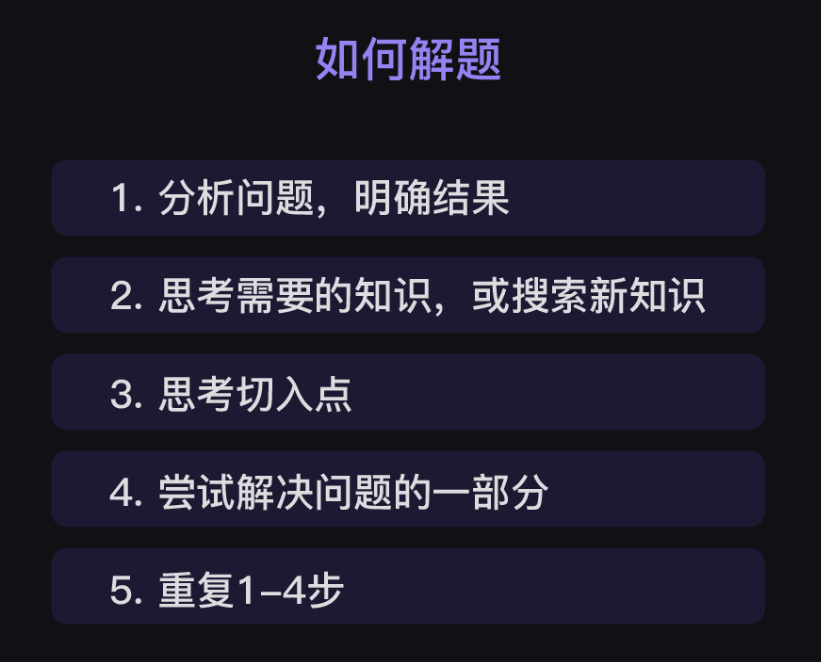 如何解题
1. 分析问题，明确结果
2. 思考需要的知识，或搜索新知识
3. 思考切入点
4. 尝试解决问题的一部分
5. 重复1-4步